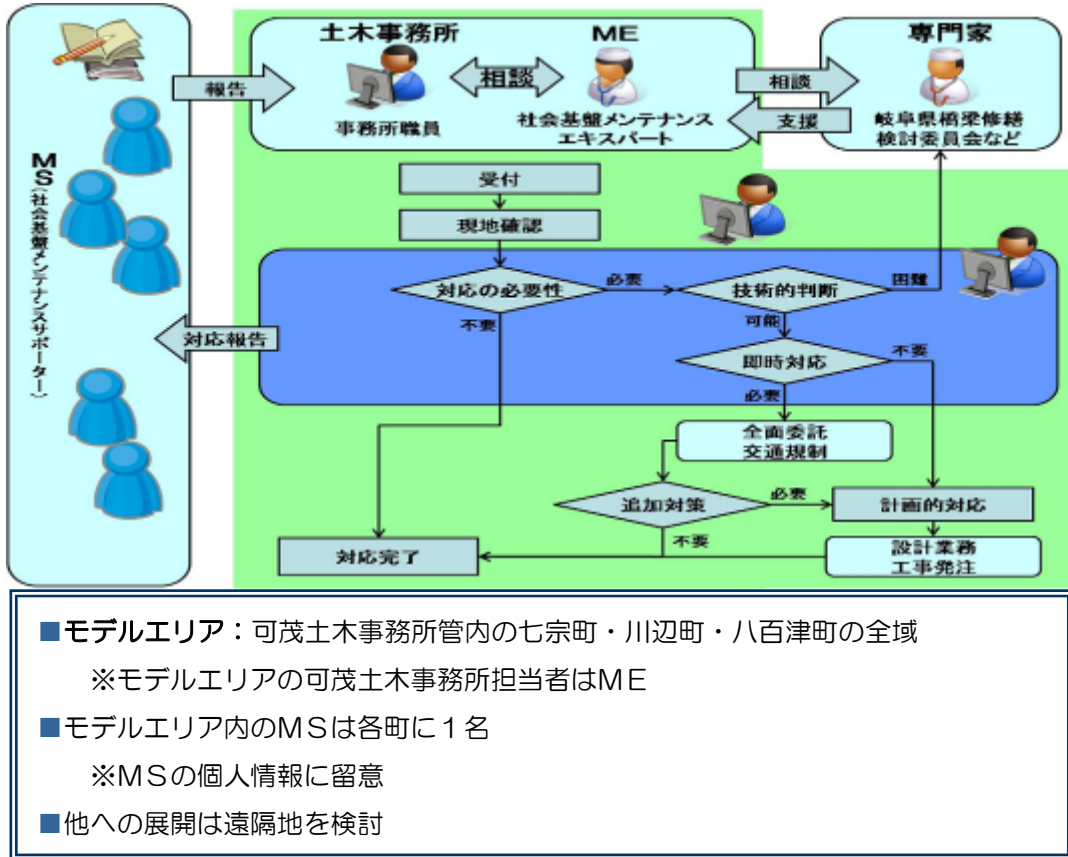 土木事務所
ME
専門家
報告
相談
相談
支援
事務所職員
社会基盤メンテナンス
エキスパート
岐阜県橋梁修繕
検討委員会など
MS(社会基盤メンテナンスサポーター)
受付
現地確認
対応の必要性
必要
技術的判断
困難
不要
可能
対応報告
即時対応
不要
必要
全面委託
交通規制
追加対策
必要
計画的対応
不要
対応完了
設計業務
工事発注
■モデルエリア：可茂土木事務所管内の七宗町・川辺町・八百津町の全域
※モデルエリアの可茂土木事務所担当者はＭＥ
■モデルエリア内のＭＳは各町に１名
※ＭＳの個人情報に留意
■他への展開は遠隔地を検討